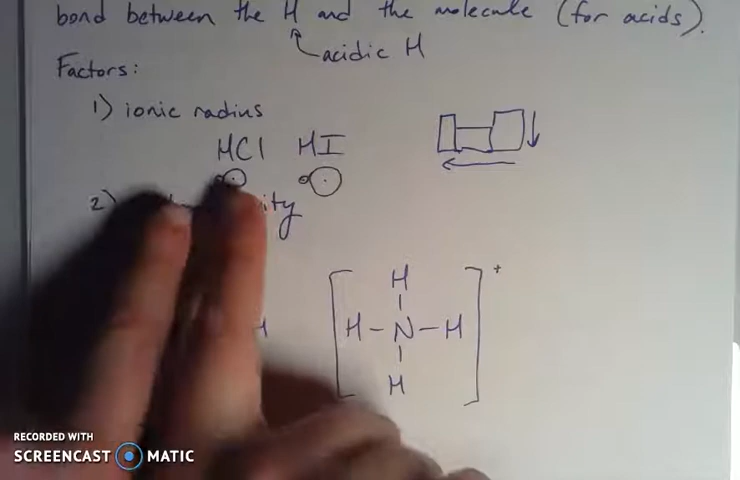 bond between the H and the molecule (for acids).
acidic H
Factors:
1) ionic radius
HCl HI
2)
H
H +
H - N - H
H
RECORDED WITH
SCREENCAST MATIC